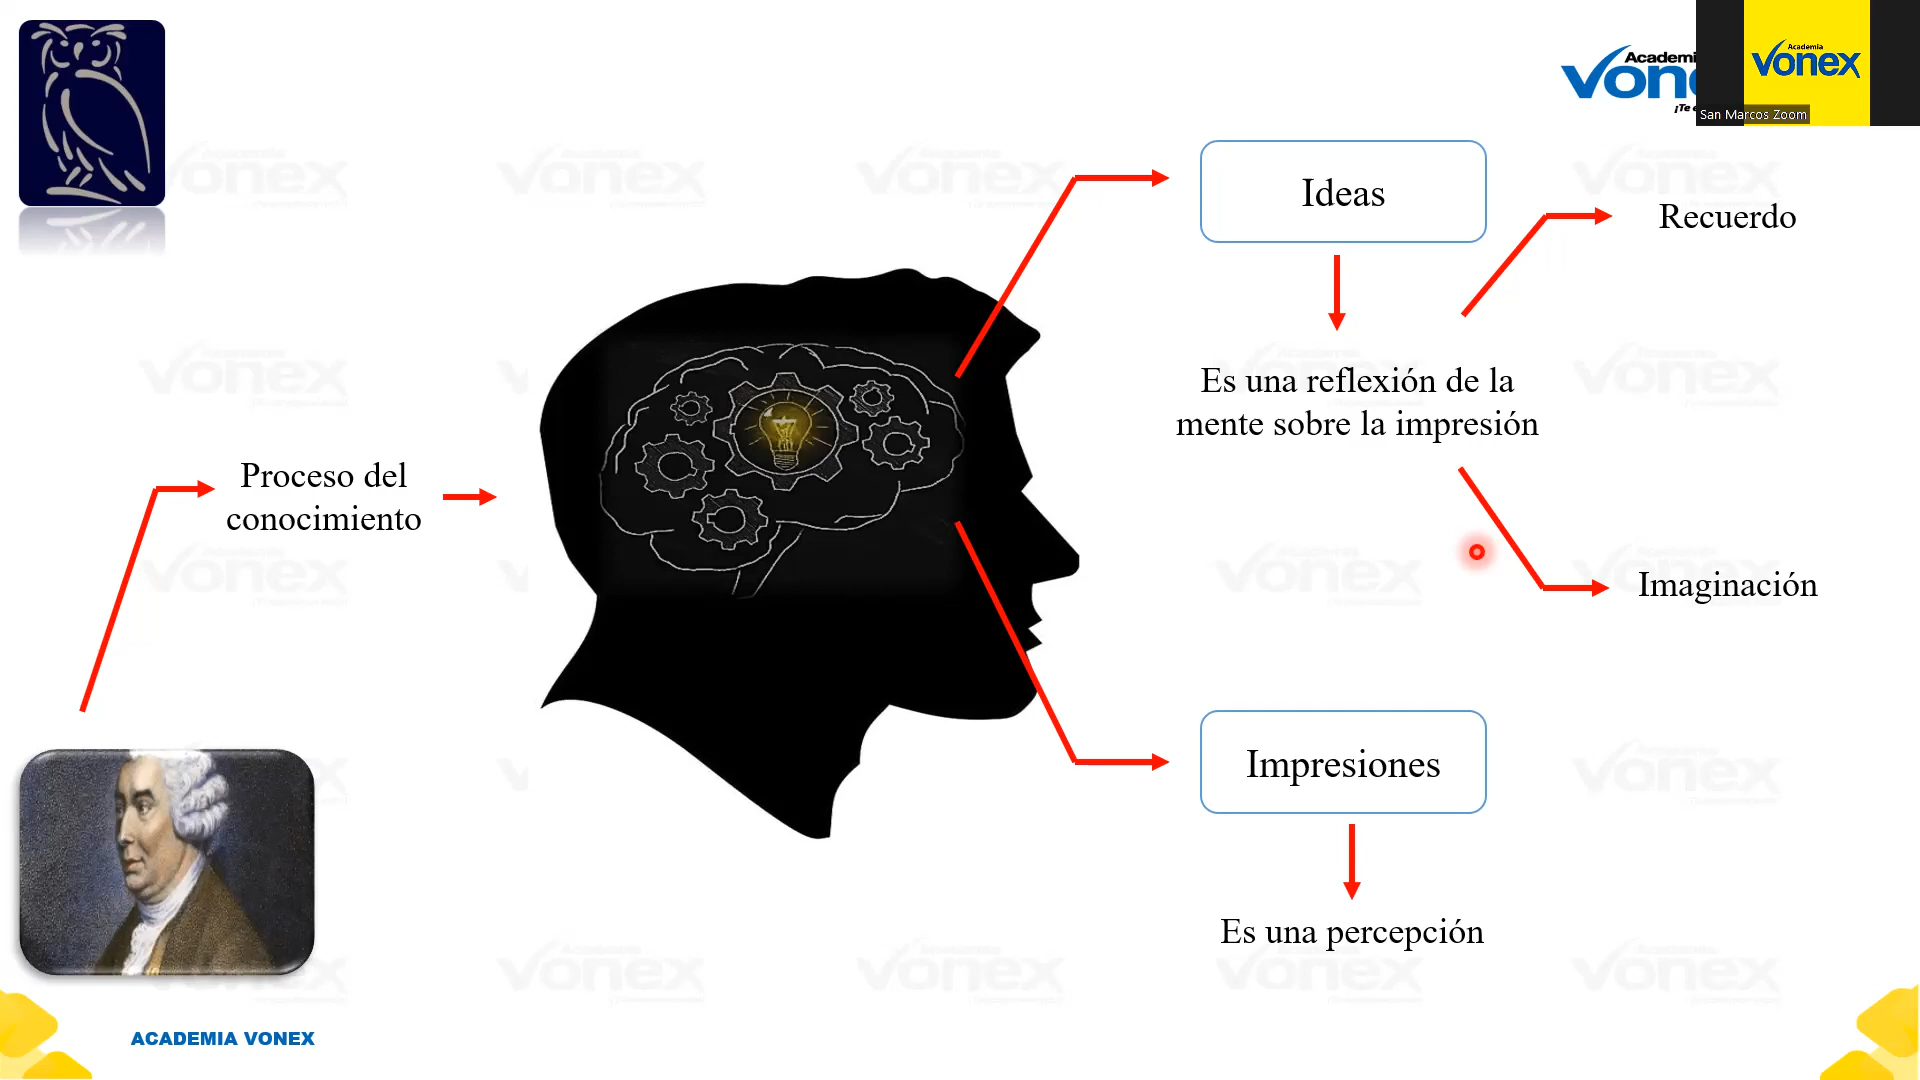 Academia
vonex
San Marcos Zoom
Ideas
Recuerdo
Es una reflexión de la
mente sobre la impresión
Proceso del
conocimiento
Imaginación
Impresiones
Es una percepción
ACADEMIA VONEX